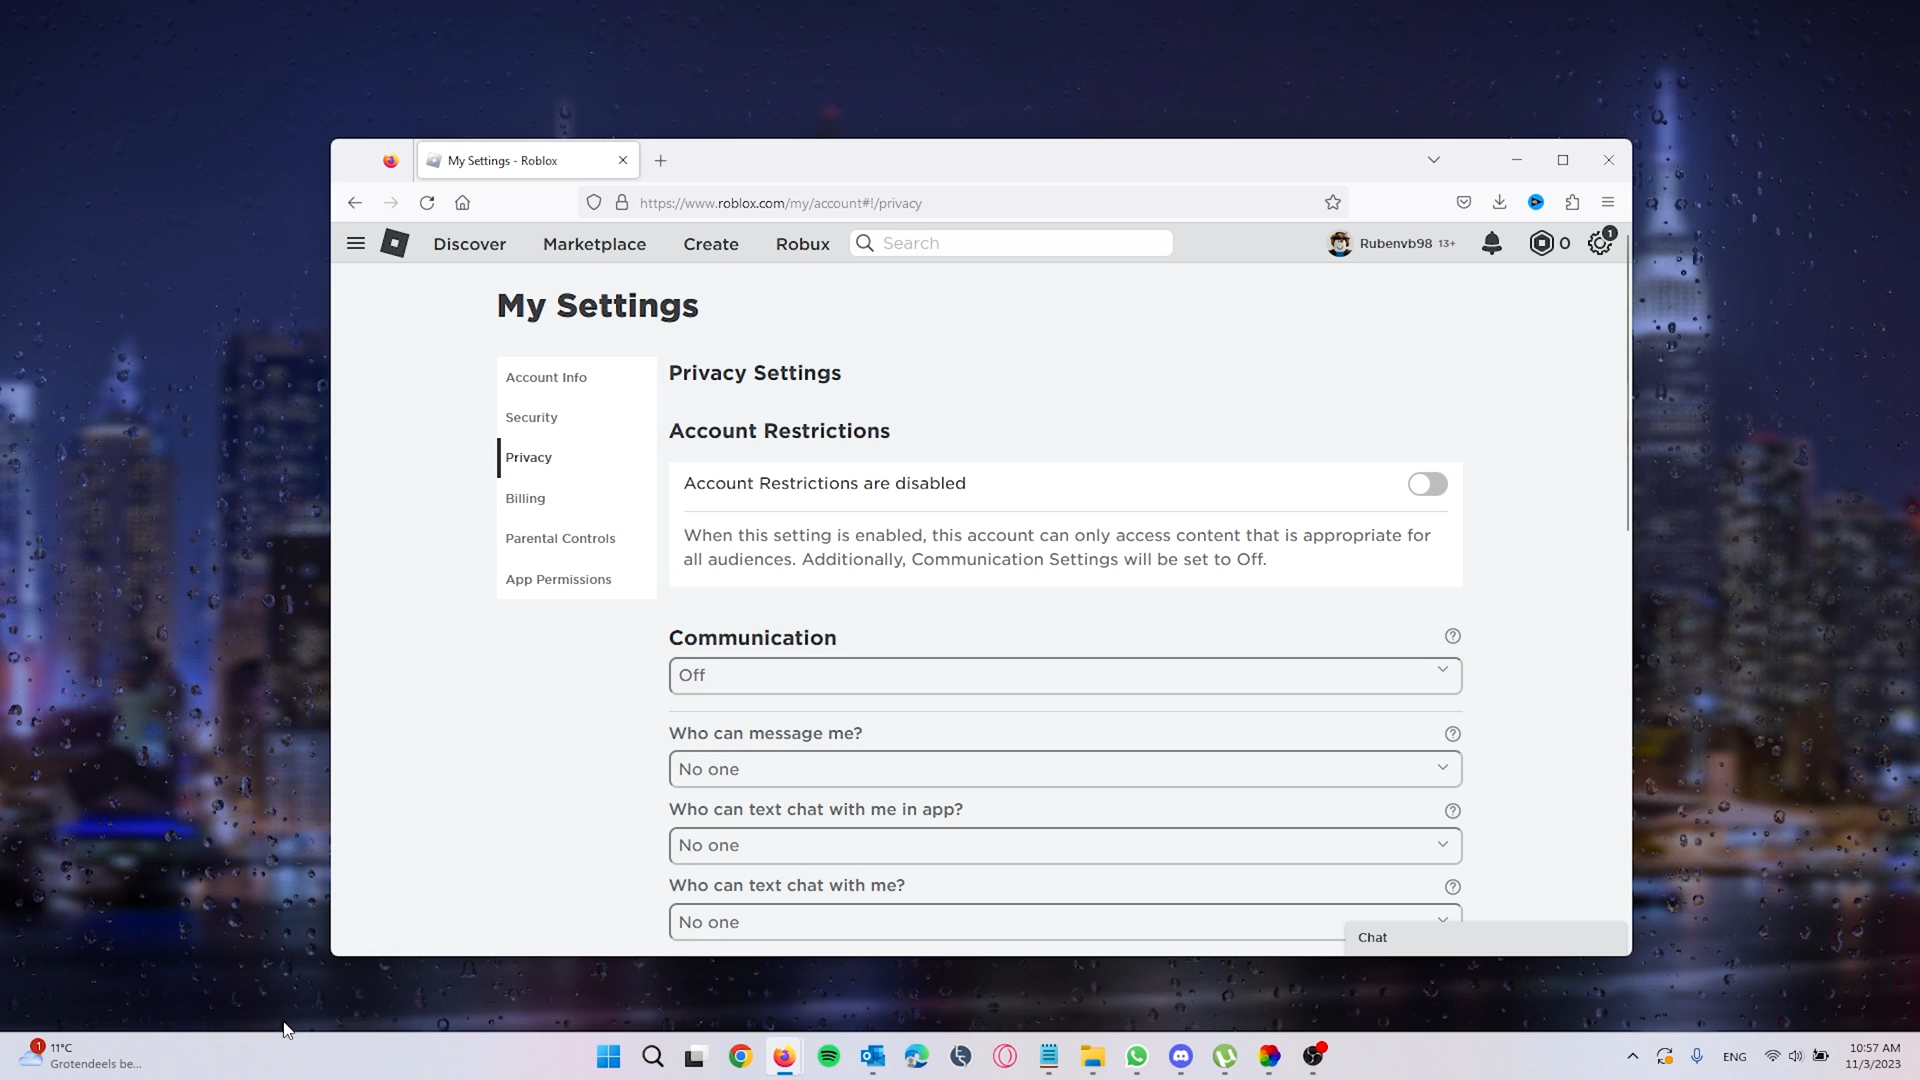 My Settings - Roblox
https://www.roblox.com/my/account#!/privacy
Discover
Marketplace
Create
Robux
Search
Rubenvb98 13+
0
1
My Settings
Account Info
Security
Privacy
Billing
Parental Controls
App Permissions
Privacy Settings
Account Restrictions
Account Restrictions are disabled
When this setting is enabled, this account can only access content that is appropriate for
all audiences. Additionally, Communication Settings will be set to Off.
Communication
Off
Who can message me?
No one
Who can text chat with me in app?
No one
Who can text chat with me?
No one
Chat
1
11°C
Grotendeels be...
ENG
10:57 AM
11/3/2023